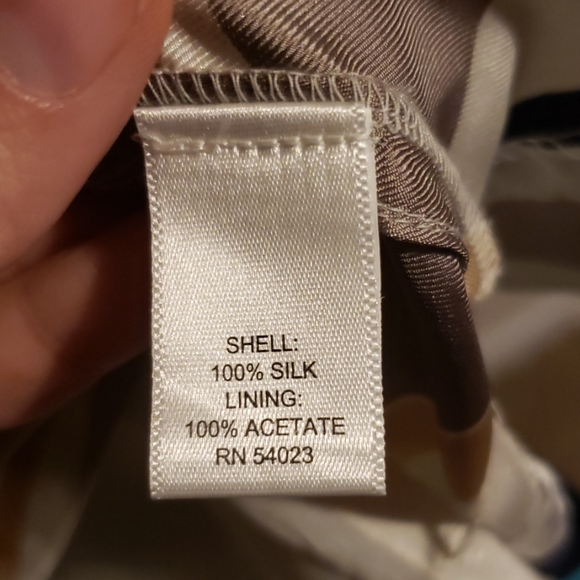 SHELL:
100% SILK
LINING:
100% ACETATE
RN 54023